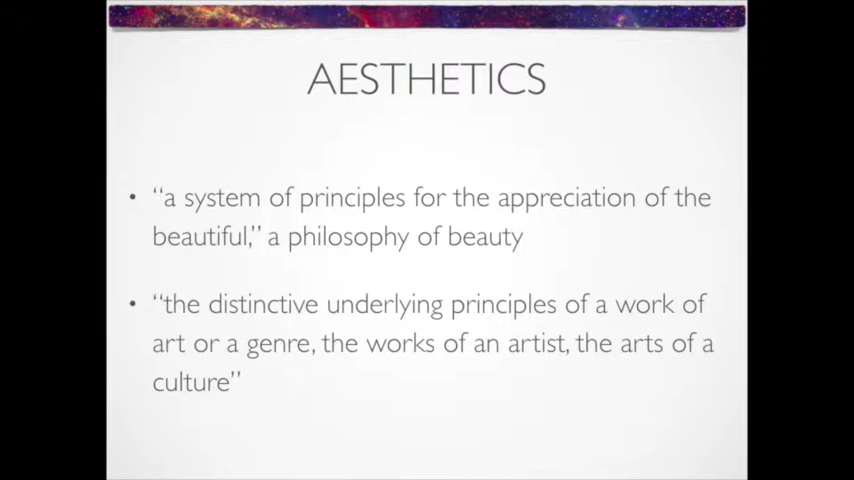 AESTHETICS
• “a system of principles for the appreciation of the
beautiful,” a philosophy of beauty
• “the distinctive underlying principles of a work of
art or a genre, the works of an artist, the arts of a
culture”